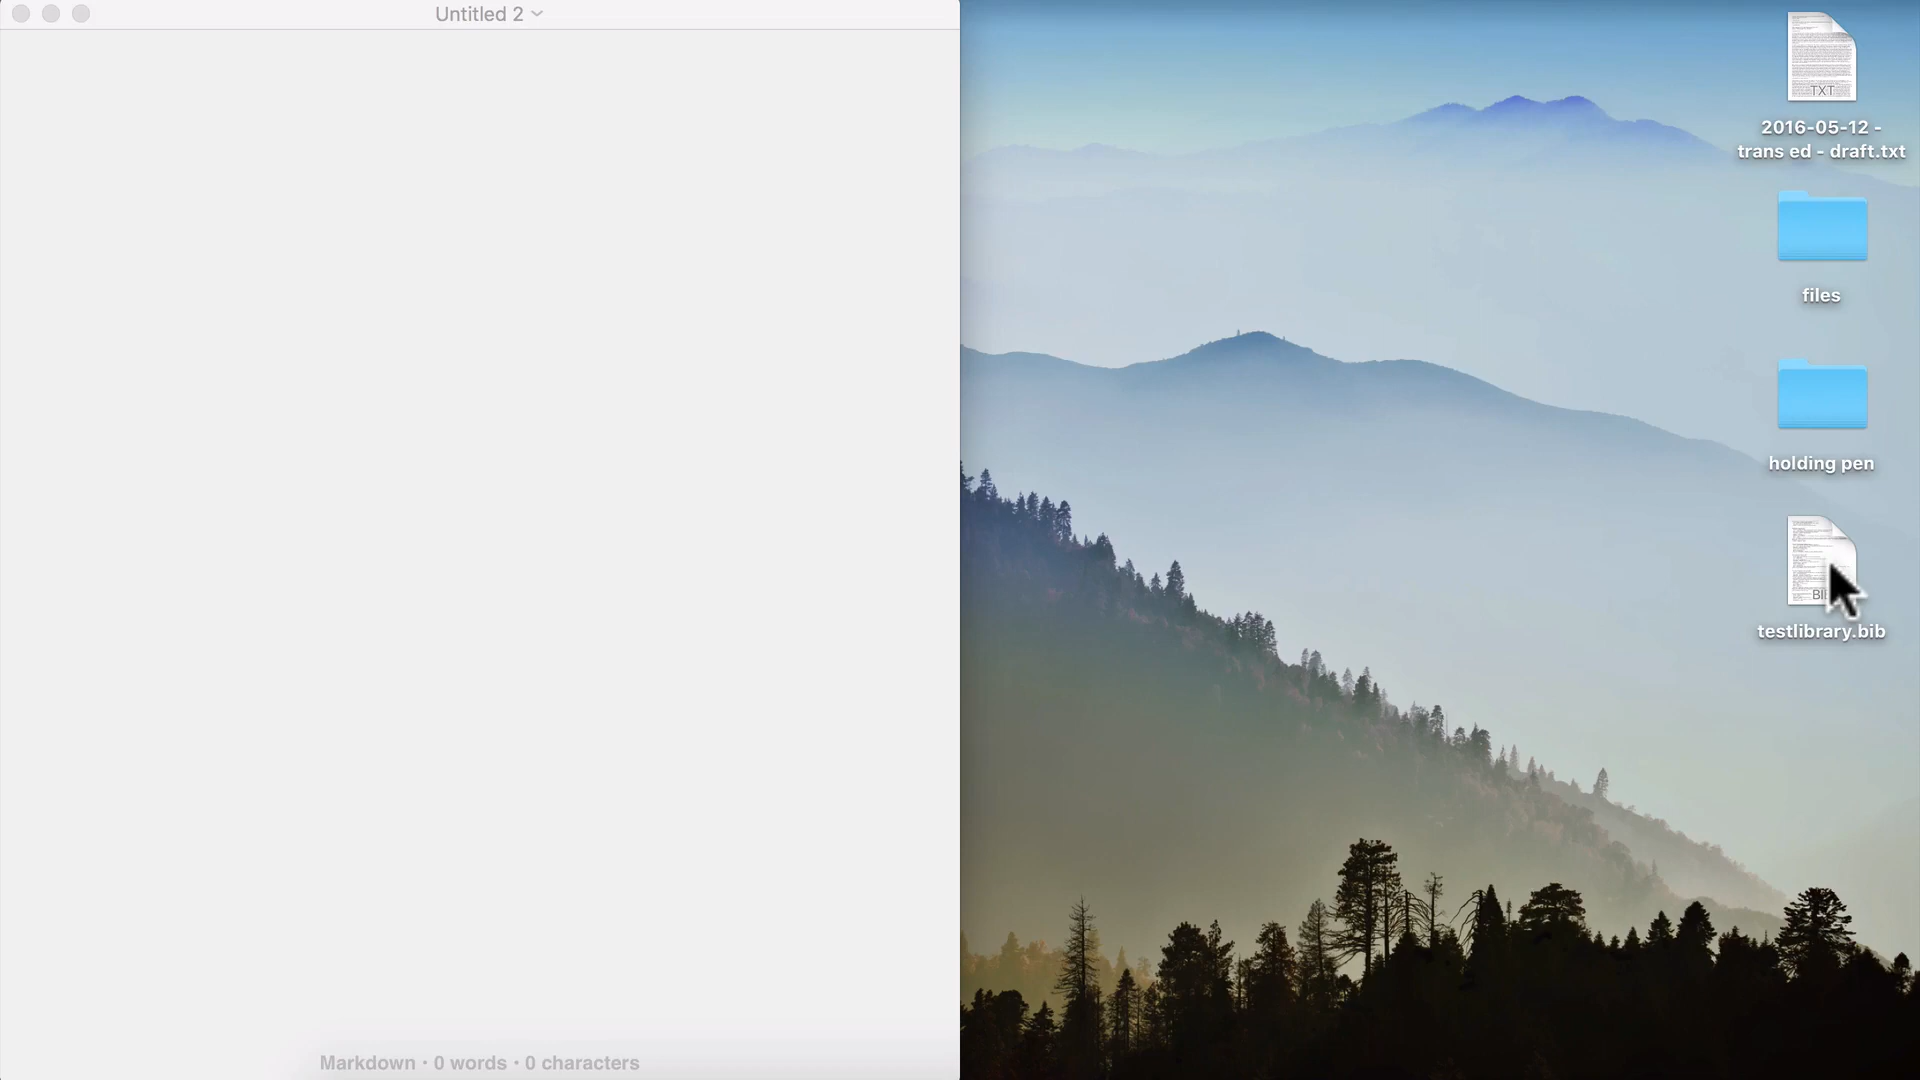 Untitled 2
TXT
2016-05-12 -
trans ed - draft.txt
files
holding pen
testlibrary.bib
Markdown · 0 words · 0 characters